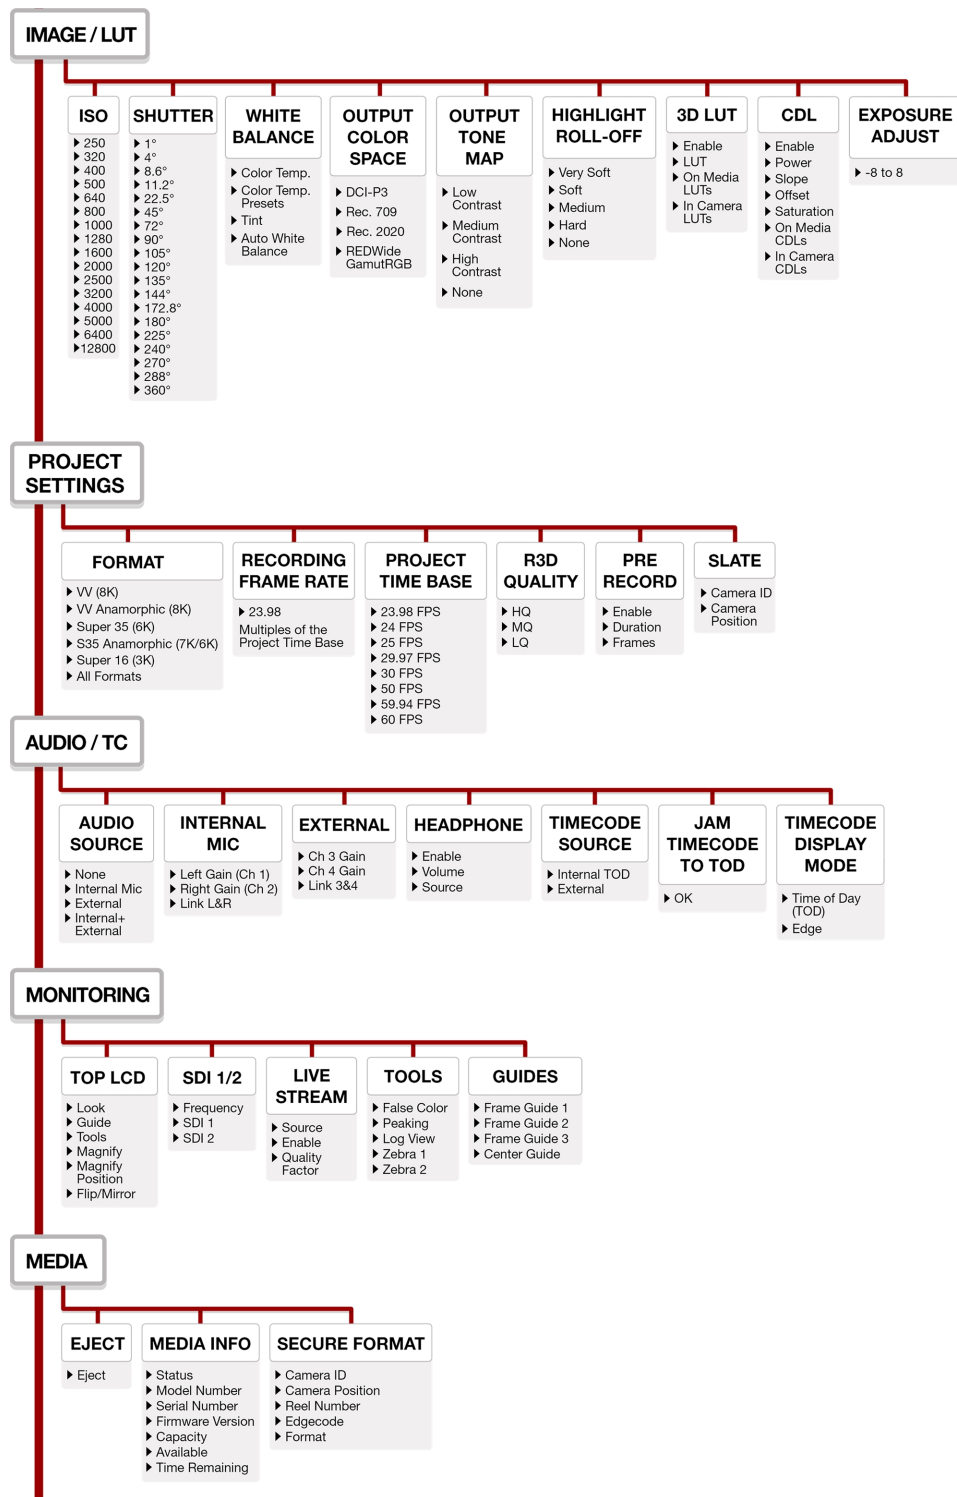 IMAGE / LUT
ISO
250
320
400
500
640
800
1000
1280
1600
2000
2500
3200
4000
5000
6400
12800
SHUTTER
1°
4°
8.6°
11.2°
22.5°
45°
72°
90°
105°
120°
135°
144°
172.8°
180°
225°
240°
270°
288°
360°
WHITE
BALANCE
Color Temp.
Color Temp.
Presets
Tint
Auto White
Balance
OUTPUT
COLOR
SPACE
DCI-P3
Rec. 709
Rec. 2020
REDWide
GamutRGB
OUTPUT
TONE
MAP
Low
Contrast
Medium
Contrast
High
Contrast
None
HIGHLIGHT
ROLL-OFF
Very Soft
Soft
Medium
Hard
None
3D LUT
Enable
LUT
On Media
LUTs
In Camera
LUTs
CDL
Enable
Power
Slope
Offset
Saturation
On Media
CDLs
In Camera
CDLs
EXPOSURE
ADJUST
-8 to 8
PROJECT
SETTINGS
FORMAT
VV (8K)
VV Anamorphic (8K)
Super 35 (6K)
S35 Anamorphic (7K/6K)
Super 16 (3K)
All Formats
RECORDING
FRAME RATE
23.98
Multiples of the
Project Time Base
PROJECT
TIME BASE
23.98 FPS
24 FPS
25 FPS
29.97 FPS
30 FPS
50 FPS
59.94 FPS
60 FPS
R3D
QUALITY
HQ
MQ
LQ
PRE
RECORD
Enable
Duration
Frames
SLATE
Camera ID
Camera
Position
AUDIO / TC
AUDIO
SOURCE
None
Internal Mic
External
Internal+
External
INTERNAL
MIC
Left Gain (Ch 1)
Right Gain (Ch 2)
Link L&R
EXTERNAL
Ch 3 Gain
Ch 4 Gain
Link 3&4
HEADPHONE
Enable
Volume
Source
TIMECODE
SOURCE
Internal TOD
External
JAM
TIMECODE
TO TOD
OK
TIMECODE
DISPLAY
MODE
Time of Day
(TOD)
Edge
MONITORING
TOP LCD
Look
Guide
Tools
Magnify
Magnify
Position
Flip/Mirror
SDI 1/2
Frequency
SDI 1
SDI 2
LIVE
STREAM
Source
Enable
Quality
Factor
TOOLS
False Color
Peaking
Log View
Zebra 1
Zebra 2
GUIDES
Frame Guide 1
Frame Guide 2
Frame Guide 3
Center Guide
MEDIA
EJECT
Eject
MEDIA INFO
Status
Model Number
Serial Number
Firmware Version
Capacity
Available
Time Remaining
SECURE FORMAT
Camera ID
Camera Position
Reel Number
Edgecode
Format